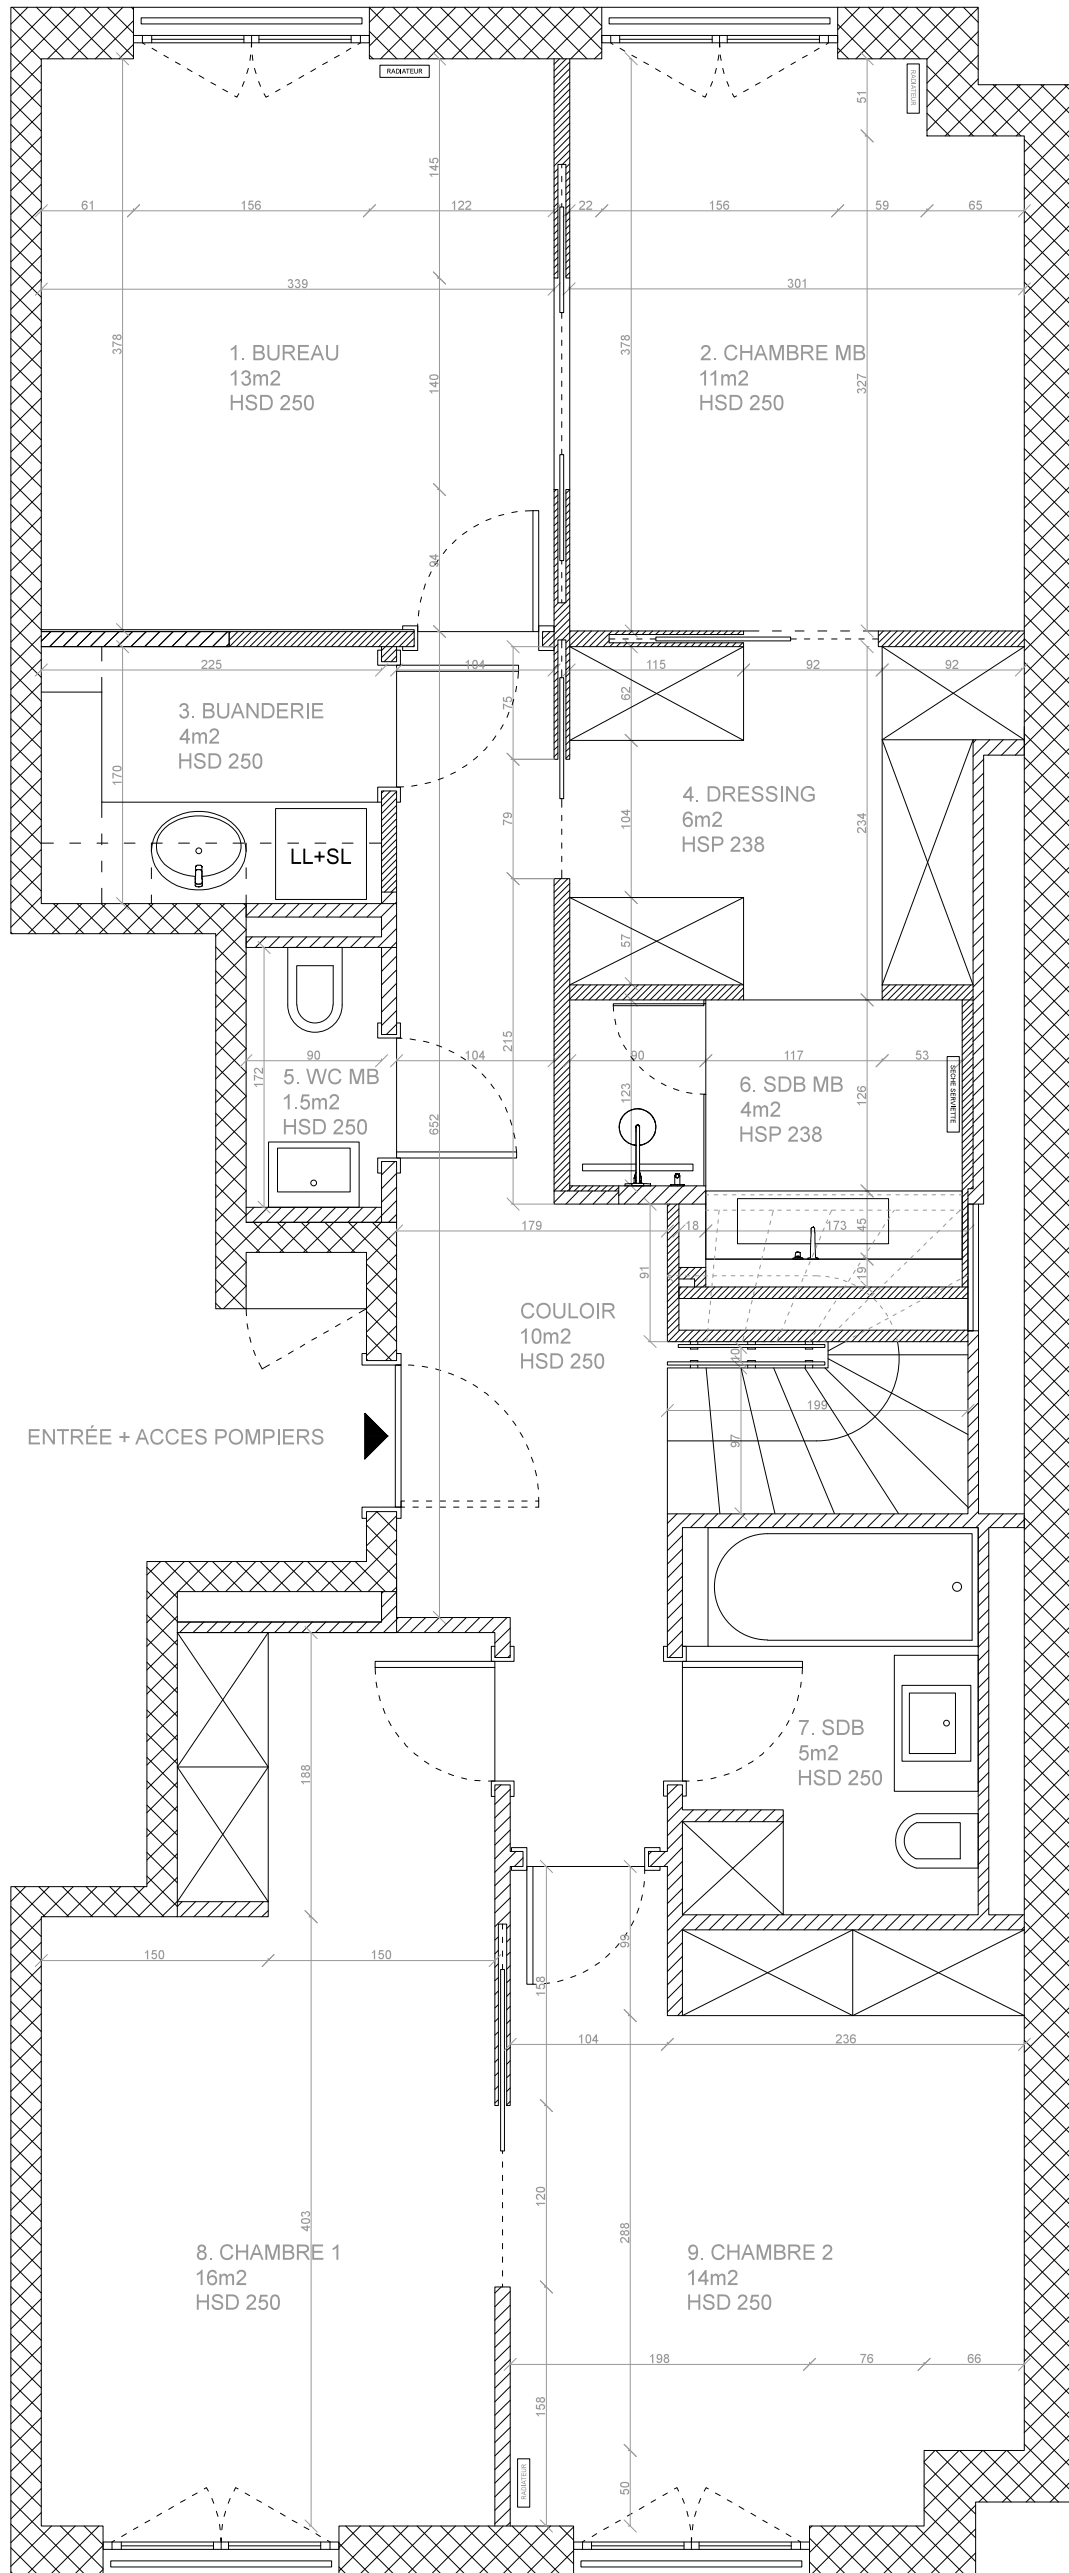 RADIATEUR
RADIATEUR
51
145
61
156
122
22
156
59
65
339
301
378
378
1. BUREAU
13m2
HSD 250
2. CHAMBRE MB
11m2
HSD 250
140
327
94
225
104
115
92
92
62
75
3. BUANDERIE
4m2
HSD 250
170
79
4. DRESSING
6m2
HSP 238
104
234
LL+SL
57
215
90
104
90
117
53
172
5. WC MB
1.5m2
HSD 250
652
123
6. SDB MB
4m2
HSP 238
126
SECHE SERVIETTE
179
18
173
45
91
19
COULOIR
10m2
HSD 250
10
199
97
ENTRÉE + ACCES POMPIERS
7. SDB
5m2
HSD 250
188
99
150
150
158
104
236
120
288
403
8. CHAMBRE 1
16m2
HSD 250
9. CHAMBRE 2
14m2
HSD 250
198
76
66
158
RADIATEUR
50